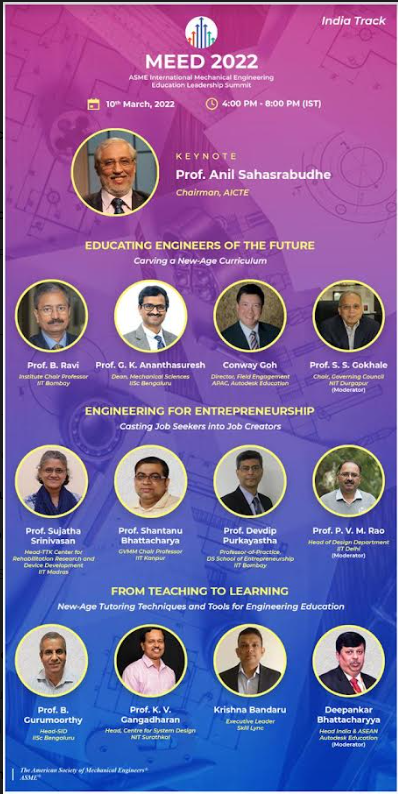 India Track
MEED 2022
ASME International Mechanical Engineering
Education Leadership Summit
10th March, 2022
4:00 PM - 8:00 PM (IST)
KEYNOTE
Prof. Anil Sahasrabudhe
Chairman, AICTE
EDUCATING ENGINEERS OF THE FUTURE
Carving a New-Age Curriculum
Prof. B. Ravi
Institute Chair Professor
IIT Bombay
Prof. G. K. Ananthasuresh
Dean, Mechanical Sciences
IISc Bengaluru
Conway Goh
Director, Field Engagement
APAC, Autodesk Education
Prof. S. S. Gokhale
Chair, Governing Council
NIT Durgapur
(Moderator)
ENGINEERING FOR ENTREPRENEURSHIP
Casting Job Seekers into Job Creators
Prof. Sujatha
Srinivasan
Head-TTK Center for
Rehabilitation Research and
Device Development
IIT Madras
Prof. Shantanu
Bhattacharya
GVMM Chair Professor
IIT Kanpur
Prof. Devdip
Purkayastha
Professor-of-Practice,
DS School of Entrepreneurship
IIT Bombay
Prof. P. V. M. Rao
Head of Design Department
IIT Delhi
(Moderator)
FROM TEACHING TO LEARNING
New-Age Tutoring Techniques and Tools for Engineering Education
Prof. B.
Gurumoorthy
Head-SID
IISc Bengaluru
Prof. K. V.
Gangadharan
Head, Centre for System Design
NIT Surathkal
Krishna Bandaru
Executive Leader
Skill Lync
Deepankar
Bhattacharyya
Head India & ASEAN
Autodesk Education
(Moderator)
The American Society of Mechanical Engineers®
ASME®